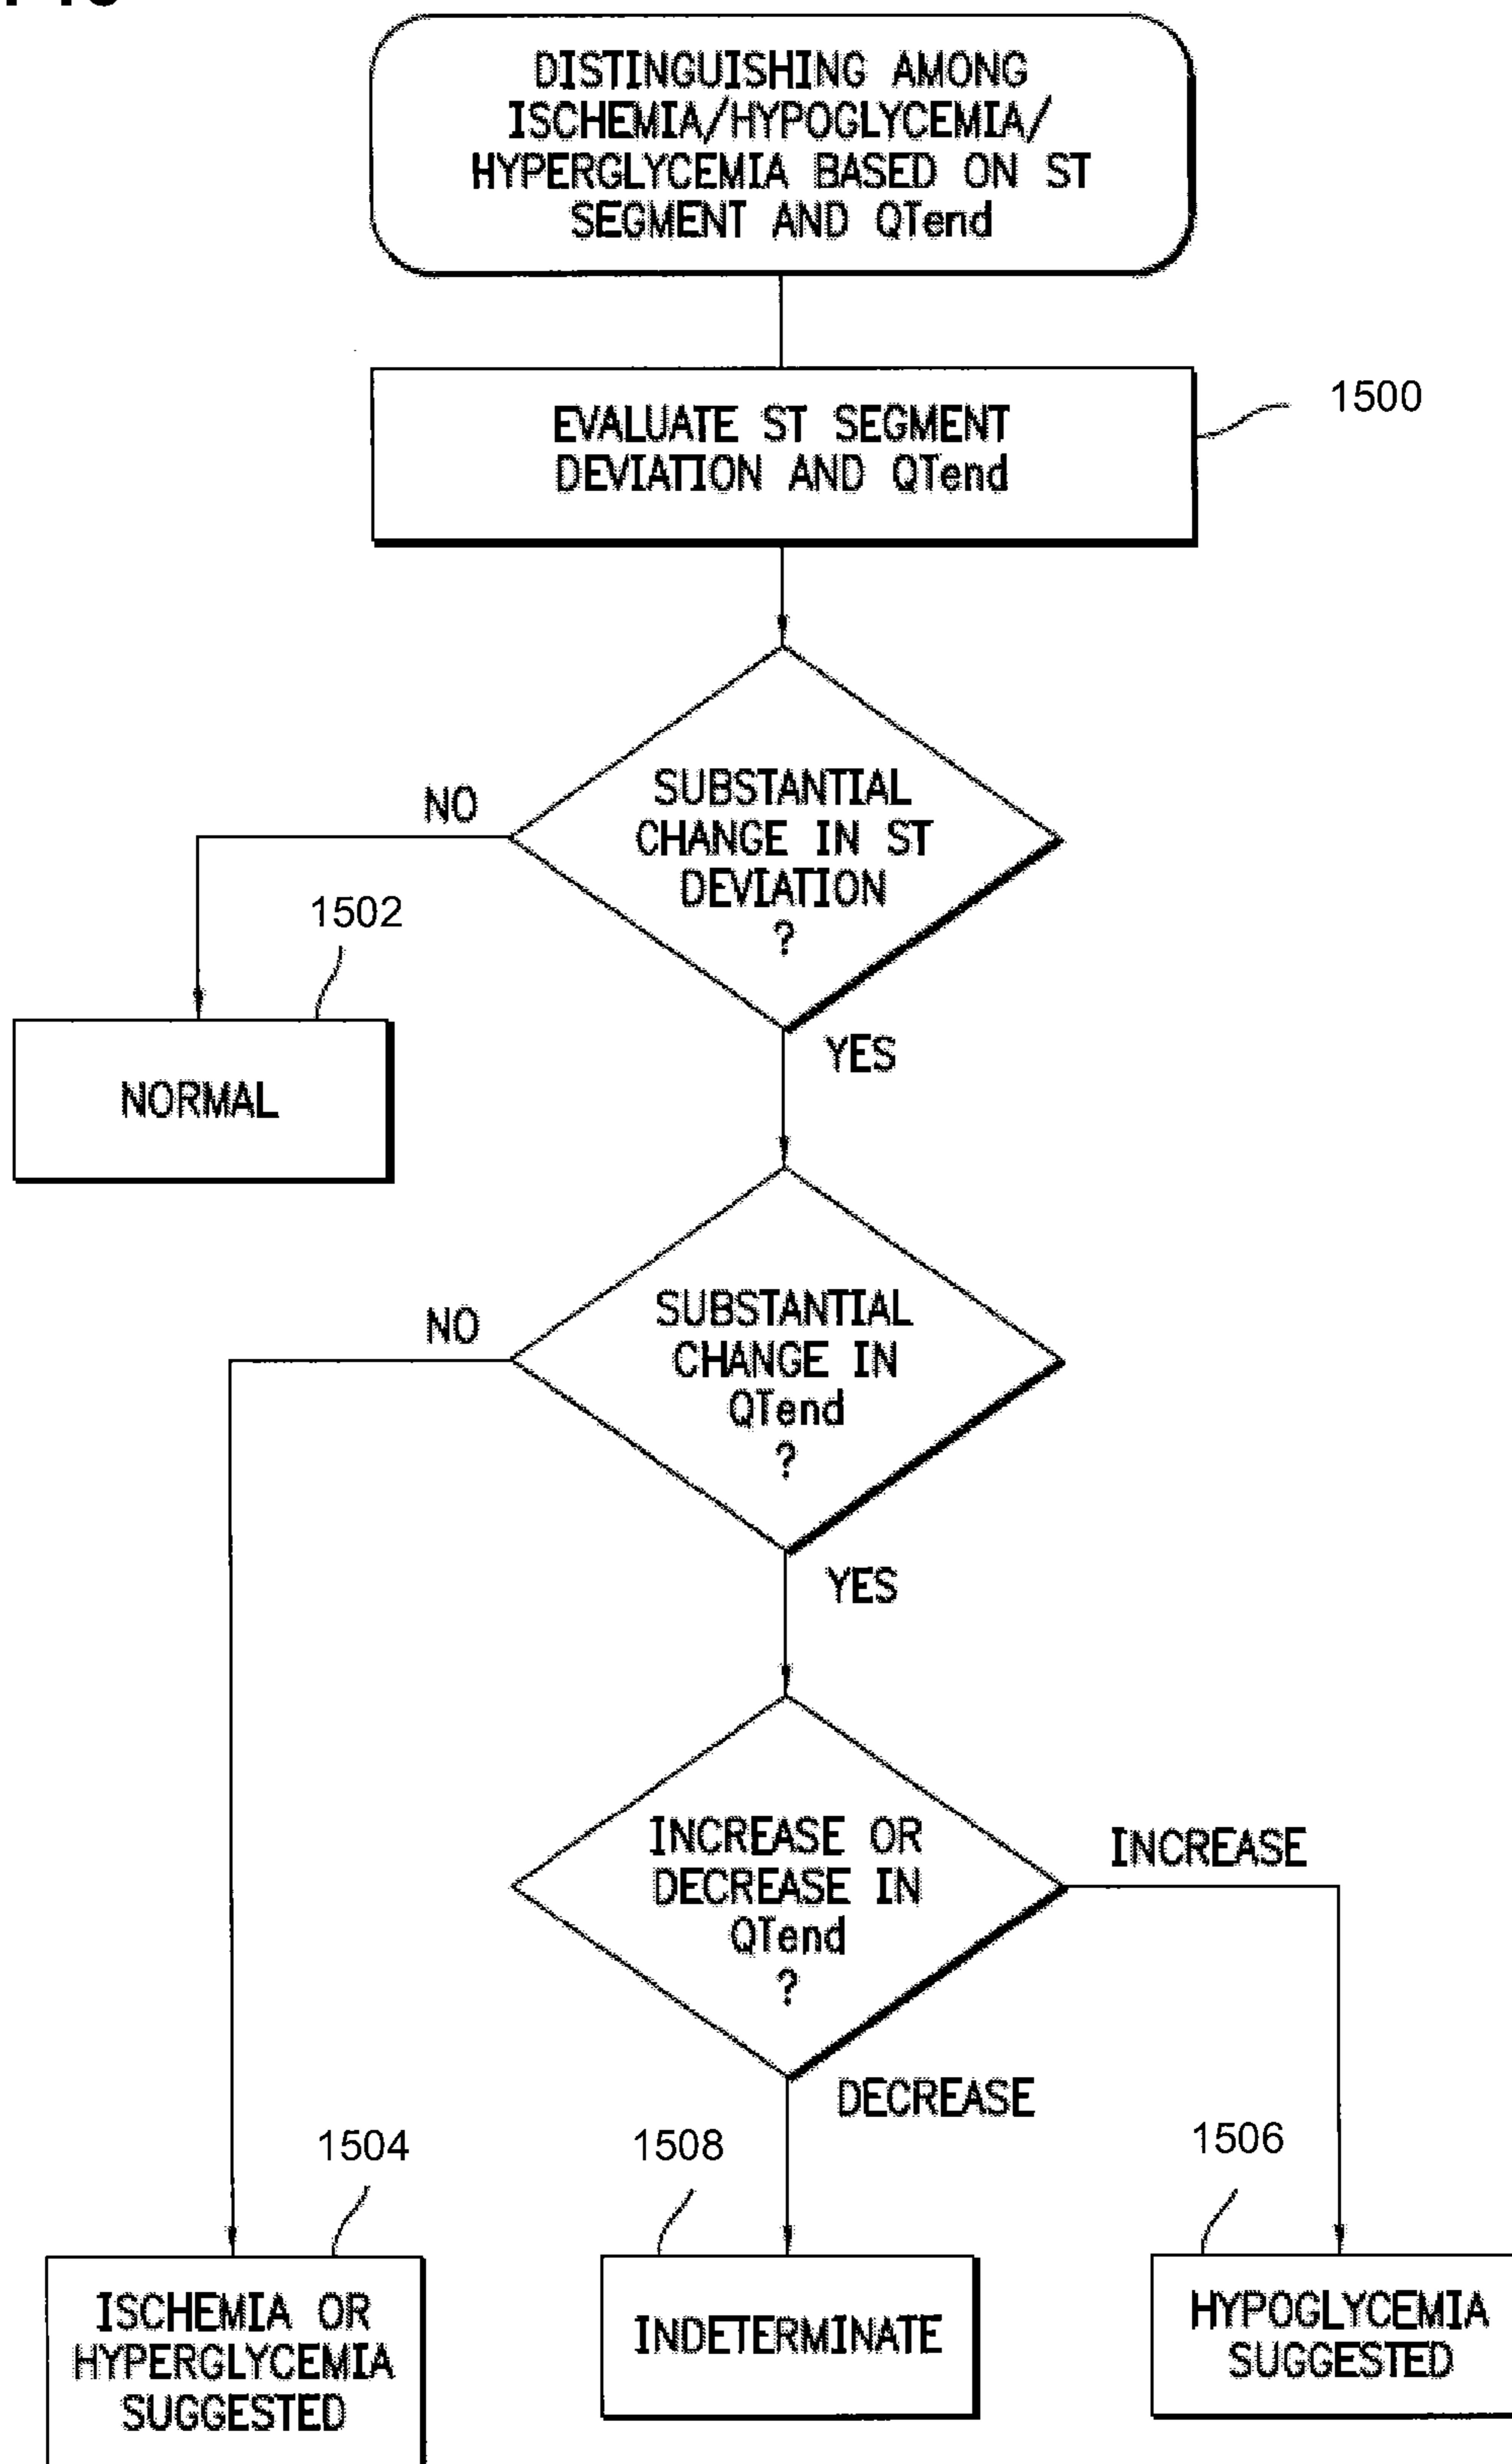 DISTINGUISHING AMONG
ISCHEMIA/HYPOGLYCEMIA/
HYPERGLYCEMIA BASED ON ST
SEGMENT AND QTend
EVALUATE ST SEGMENT
DEVIATION AND QTend
1500
SUBSTANTIAL
CHANGE IN ST
DEVIATION
?
NO
1502
NORMAL
YES
SUBSTANTIAL
CHANGE IN
QTend
?
NO
YES
INCREASE OR
DECREASE IN
QTend
?
INCREASE
DECREASE
1504
1508
1506
ISCHEMIA OR
HYPERGLYCEMIA
SUGGESTED
INDETERMINATE
HYPOGLYCEMIA
SUGGESTED